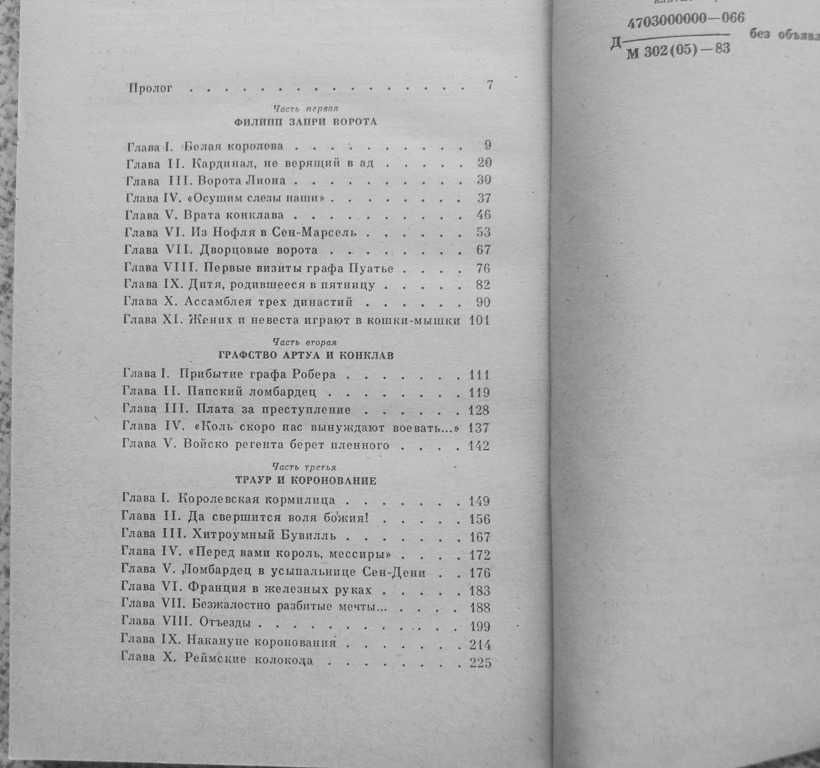 Пролог . . . . . . . . . . . . . . . . 7
Часть первая
ФИЛИПП ЗАПРИ ВОРОТА
Глава I. Белая королева . . . . . . . . 9
Глава II. Кардинал, не верящий в ад . . . . . 20
Глава III. Ворота Лиона . . . . . . . . 30
Глава IV. «Осушим слезы наши» . . . . . . . 37
Глава V. Врата конклава . . . . . . . . 46
Глава VI. Из Нофля в Сен-Марсель . . . . . . 53
Глава VII. Дворцовые ворота . . . . . . . 67
Глава VIII. Первые визиты графа Пуатье . . . . 76
Глава IX. Дитя, родившееся в пятницу . . . . . 82
Глава X. Ассамблея трех династий . . . . . . 90
Глава XI. Жених и невеста играют в кошки-мышки 101
Часть вторая
ГРАФСТВО АРТУА И КОНКЛАВ
Глава I. Прибытие графа Робера . . . . . . . 111
Глава II. Папский ломбардец . . . . . . . 119
Глава III. Плата за преступление . . . . . . 128
Глава IV. «Коль скоро нас вынуждают воевать...» 137
Глава V. Войско регента берет пленного . . . . 142
Часть третья
ТРАУР И КОРОНОВАНИЕ
Глава I. Королевская кормилица . . . . . . . 149
Глава II. Да свершится воля божия! . . . . . 156
Глава III. Хитроумный Бувилль . . . . . . . 167
Глава IV. «Перед вами король, мессиры» . . . . 172
Глава V. Ломбардец в усыпальнице Сен-Дени . . 176
Глава VI. Франция в железных руках . . . . . 183
Глава VII. Безжалостно разбитые мечты... . . . . 188
Глава VIII. Отъезды . . . . . . . . . . 199
Глава IX. Накануне коронования . . . . . . . 214
Глава X. Реймские колокола . . . . . . . 225
4703000000—066
Д
М 302(05)—83
без